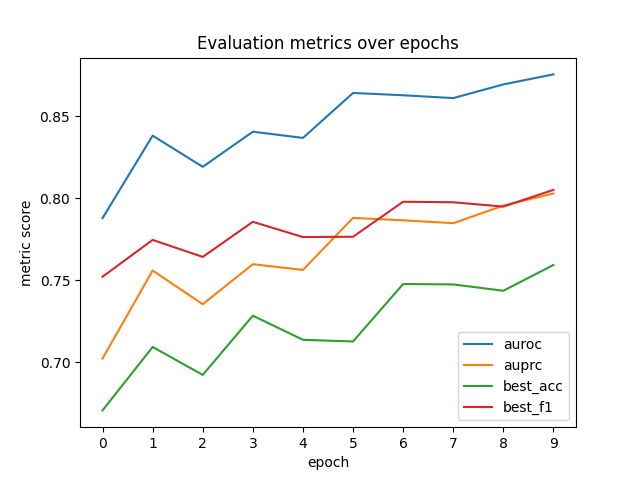 Evaluation metrics over epochs
metric score
0.85
0.80
0.75
0.70
auroc
auprc
best_acc
best_f1
0 1 2 3 4 5 6 7 8 9
epoch